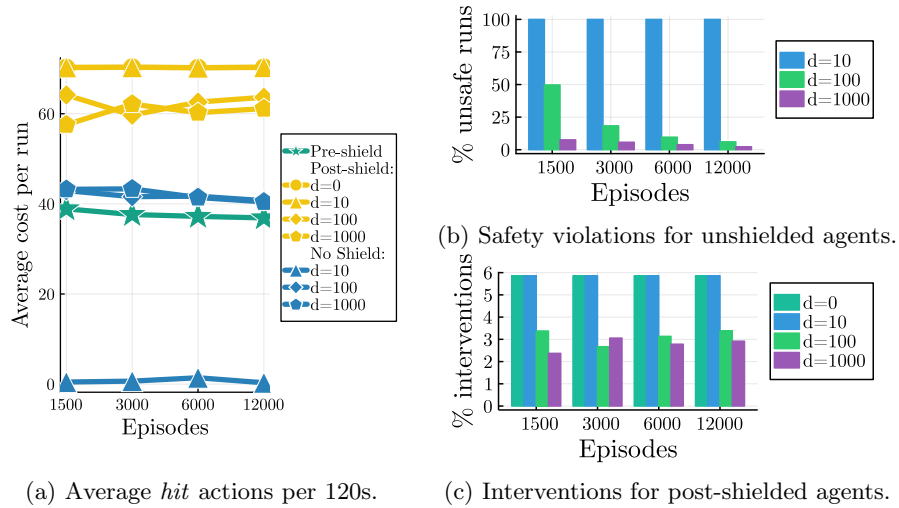 Average cost per run
60
40
20
0
1500 3000 6000 12000
Episodes
Pre-shield
Post-shield:
d=0
d=10
d=100
d=1000
No Shield:
d=10
d=100
d=1000
(a) Average hit actions per 120s.
% unsafe runs
100
75
50
25
0
1500 3000 6000 12000
Episodes
d=10
d=100
d=1000
(b) Safety violations for unshielded agents.
% interventions
6
5
4
3
2
1
0
1500 3000 6000 12000
Episodes
d=0
d=10
d=100
d=1000
(c) Interventions for post-shielded agents.